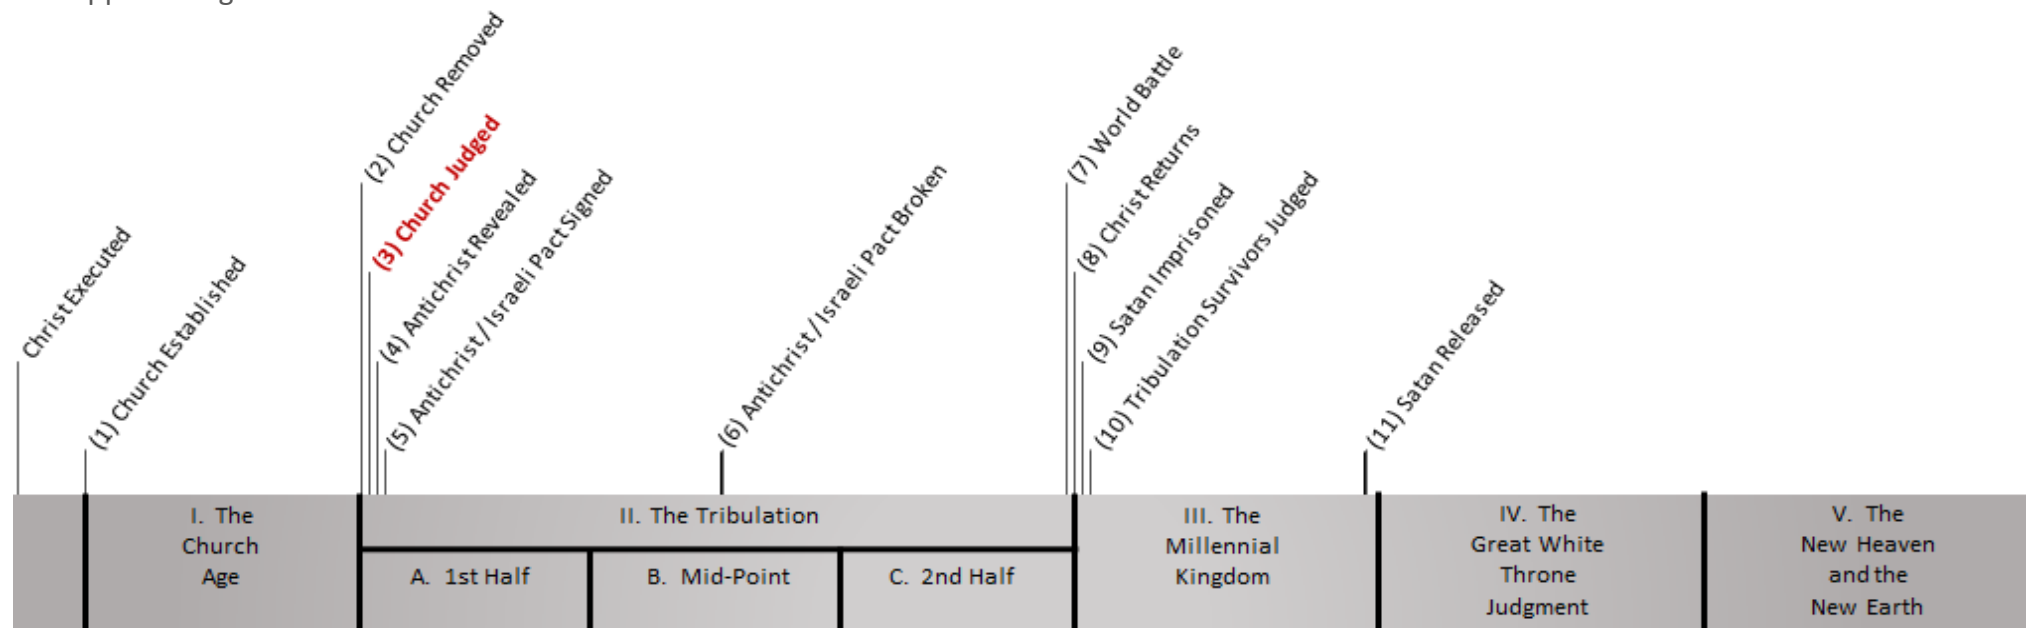 Christ Executed
(1) Church Established
(2) Church Removed
(3) Church Judged
(4) Antichrist Revealed
(5) Antichrist / Israeli Pact Signed
(6) Antichrist / Israeli Pact Broken
(7) World Battle
(8) Christ Returns
(9) Satan Imprisoned
(10) Tribulation Survivors Judged
(11) Satan Released
I. The
Church
Age
II. The Tribulation
A. 1st Half
B. Mid-Point
C. 2nd Half
III. The
Millennial
Kingdom
IV. The
Great White
Throne
Judgment
V. The
New Heaven
and the
New Earth